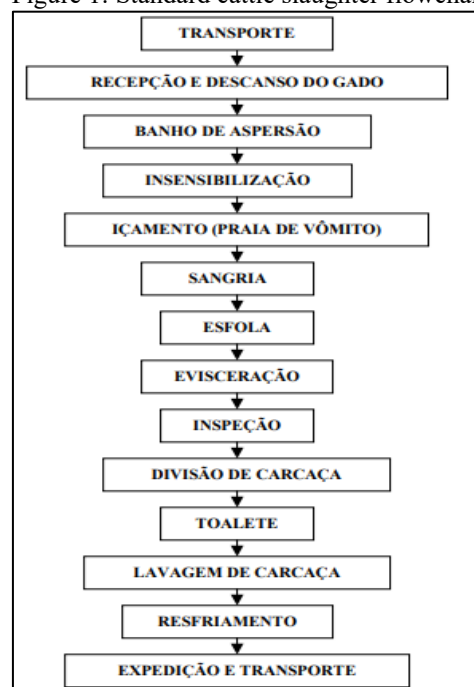 Figure 1: Standard cattle slaughter
TRANSPORTE
RECEPÇÃO E DESCANSO DO GADO
BANHO DE ASPERSÃO
INSENSIBILIZAÇÃO
IÇAMENTO (PRAIA DE VÔMITO)
SANGRIA
ESFOLA
EVISCERAÇÃO
INSPEÇÃO
DIVISÃO DE CARCAÇA
TOALETE
LAVAGEM DE CARCAÇA
RESFRIAMENTO
EXPEDIÇÃO E TRANSPORTE